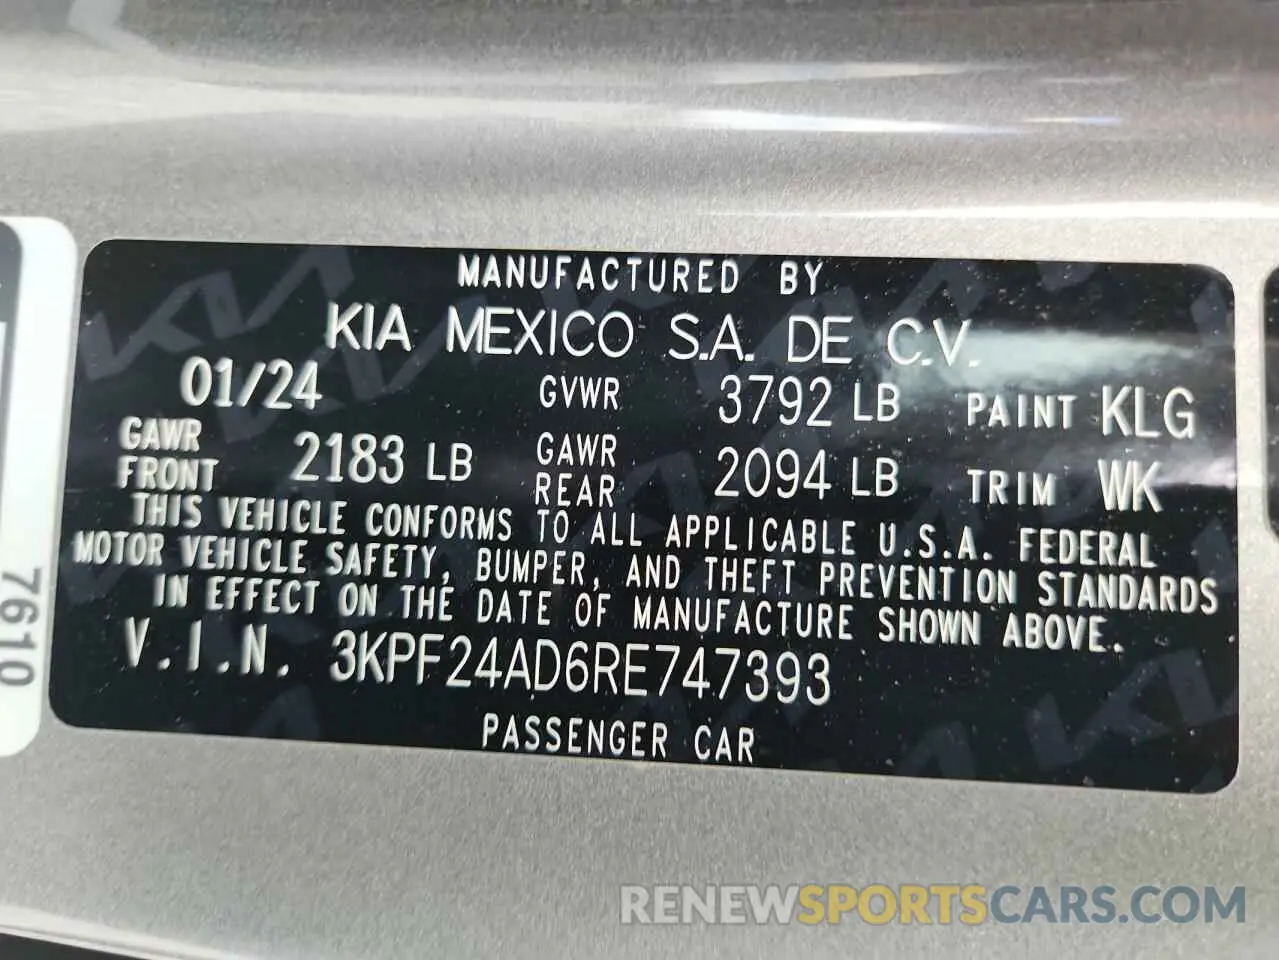 MANUFACTURED BY
KIA MEXICO S.A. DE C.V.
01/24 GVWR 3792 LB PAINT KLG
GAWR FRONT 2183 LB GAWR REAR 2094 LB TRIM WK
THIS VEHICLE CONFORMS TO ALL APPLICABLE U.S.A. FEDERAL
MOTOR VEHICLE SAFETY, BUMPER, AND THEFT PREVENTION STANDARDS
IN EFFECT ON THE DATE OF MANUFACTURE SHOWN ABOVE.
V.I.N. 3KPF24AD6RE747393
PASSENGER CAR
7610
RENEWSPORTSCARS.COM